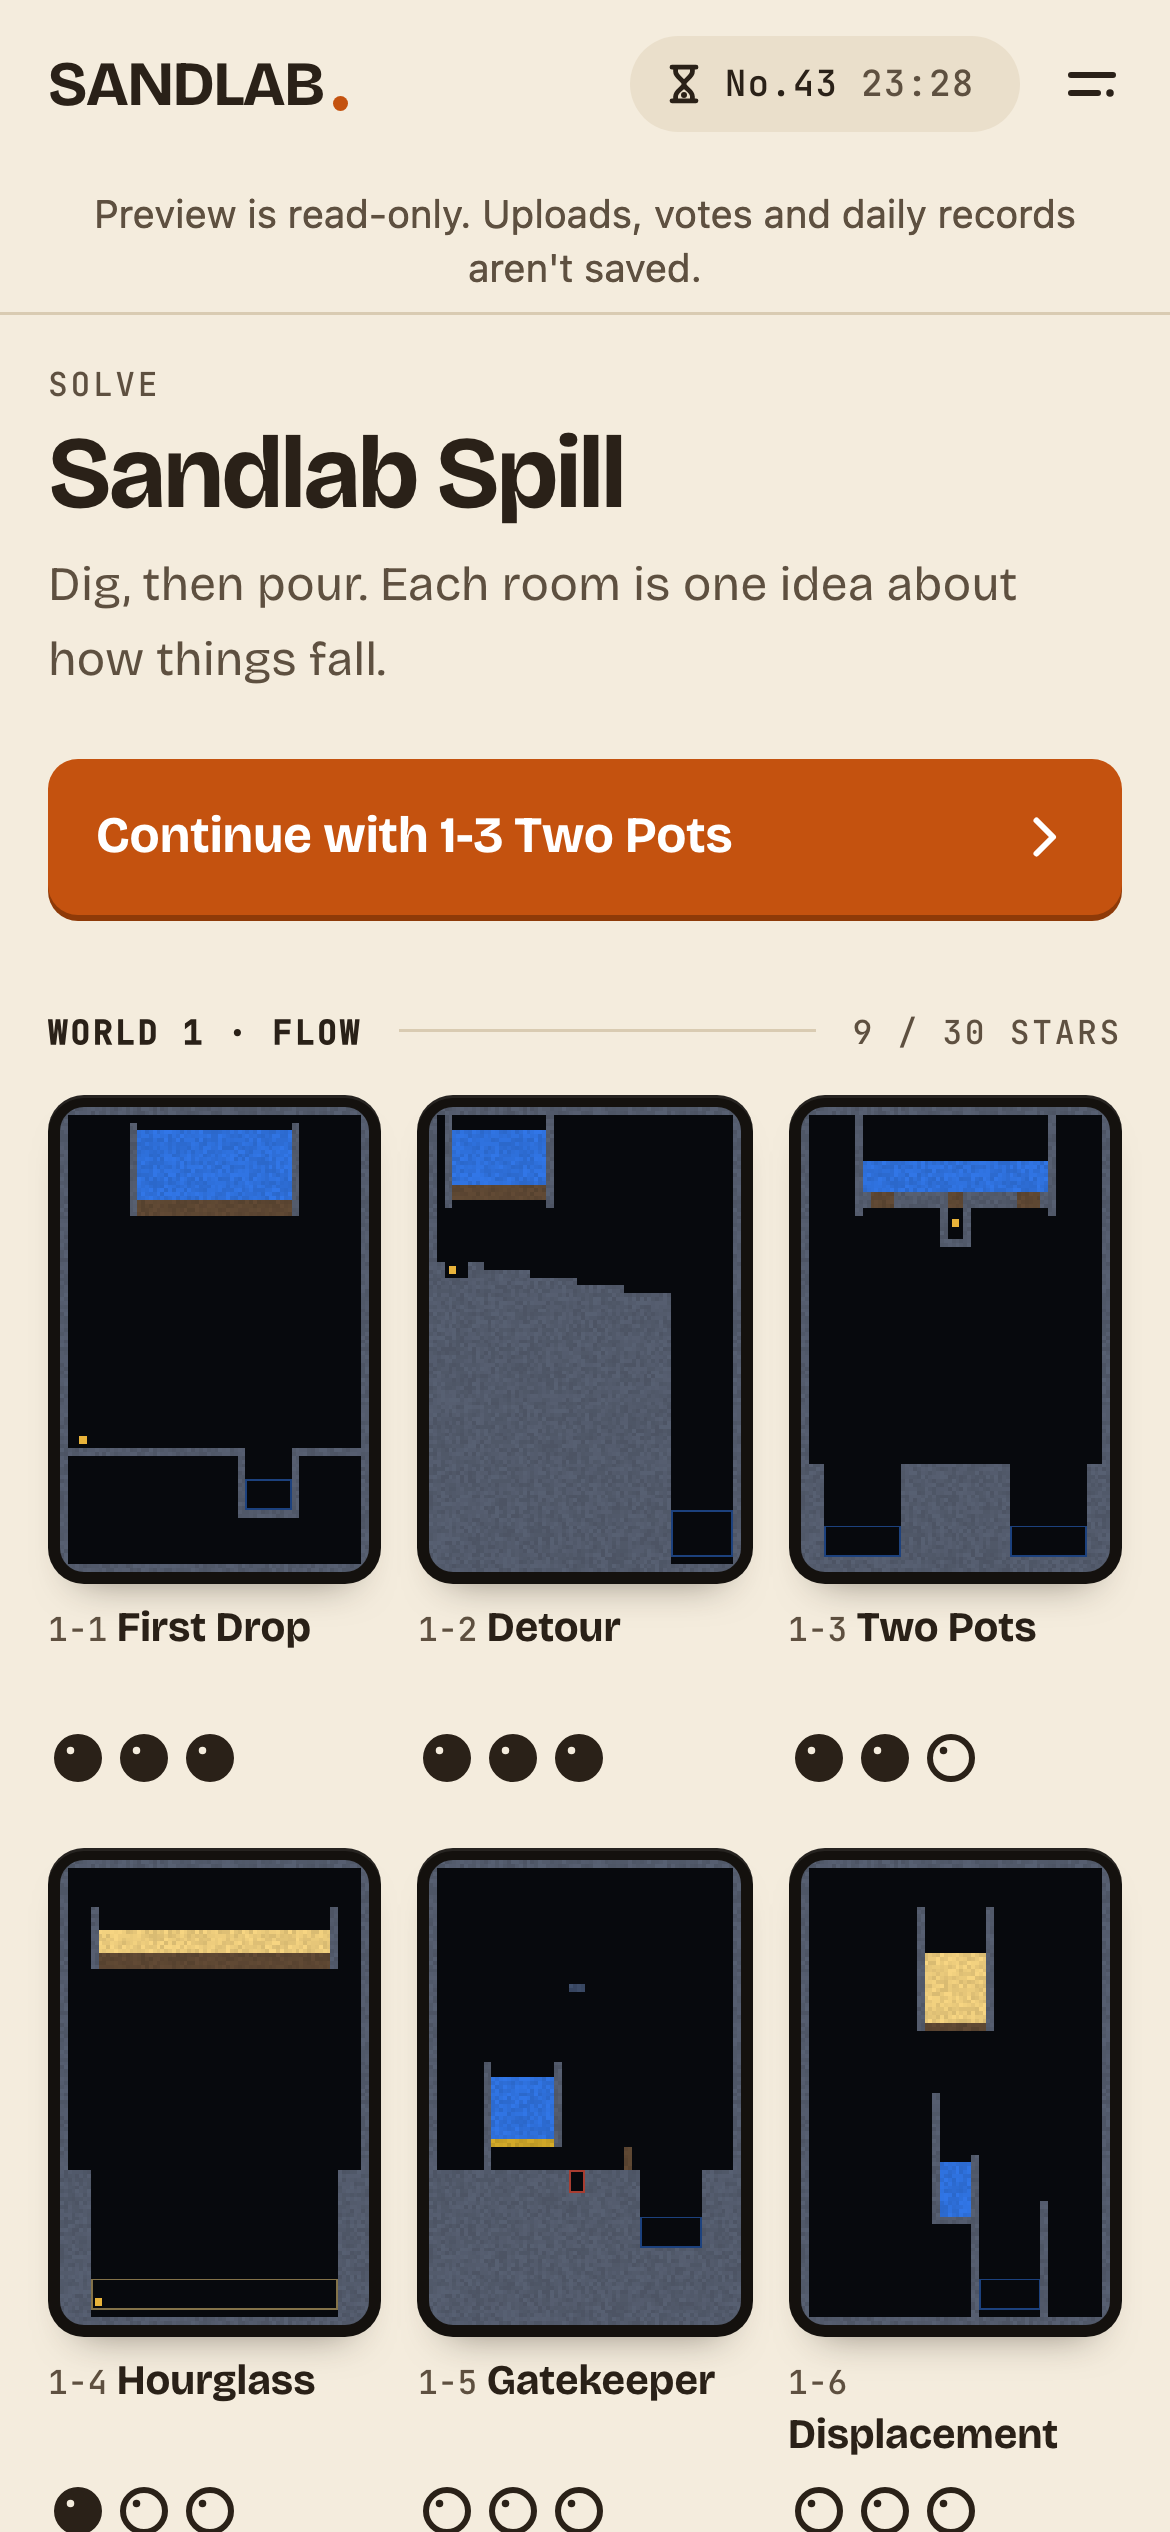 SANDLAB.
No.43 23:28
Preview is read-only. Uploads, votes and daily records
aren't saved.
SOLVE
Sandlab Spill
Dig, then pour. Each room is one idea about
how things fall.
Continue with 1-3 Two Pots
WORLD 1 · FLOW 9 / 30 STARS
1-1 First Drop
1-2 Detour
1-3 Two Pots
1-4 Hourglass
1-5 Gatekeeper
1-6
Displacement